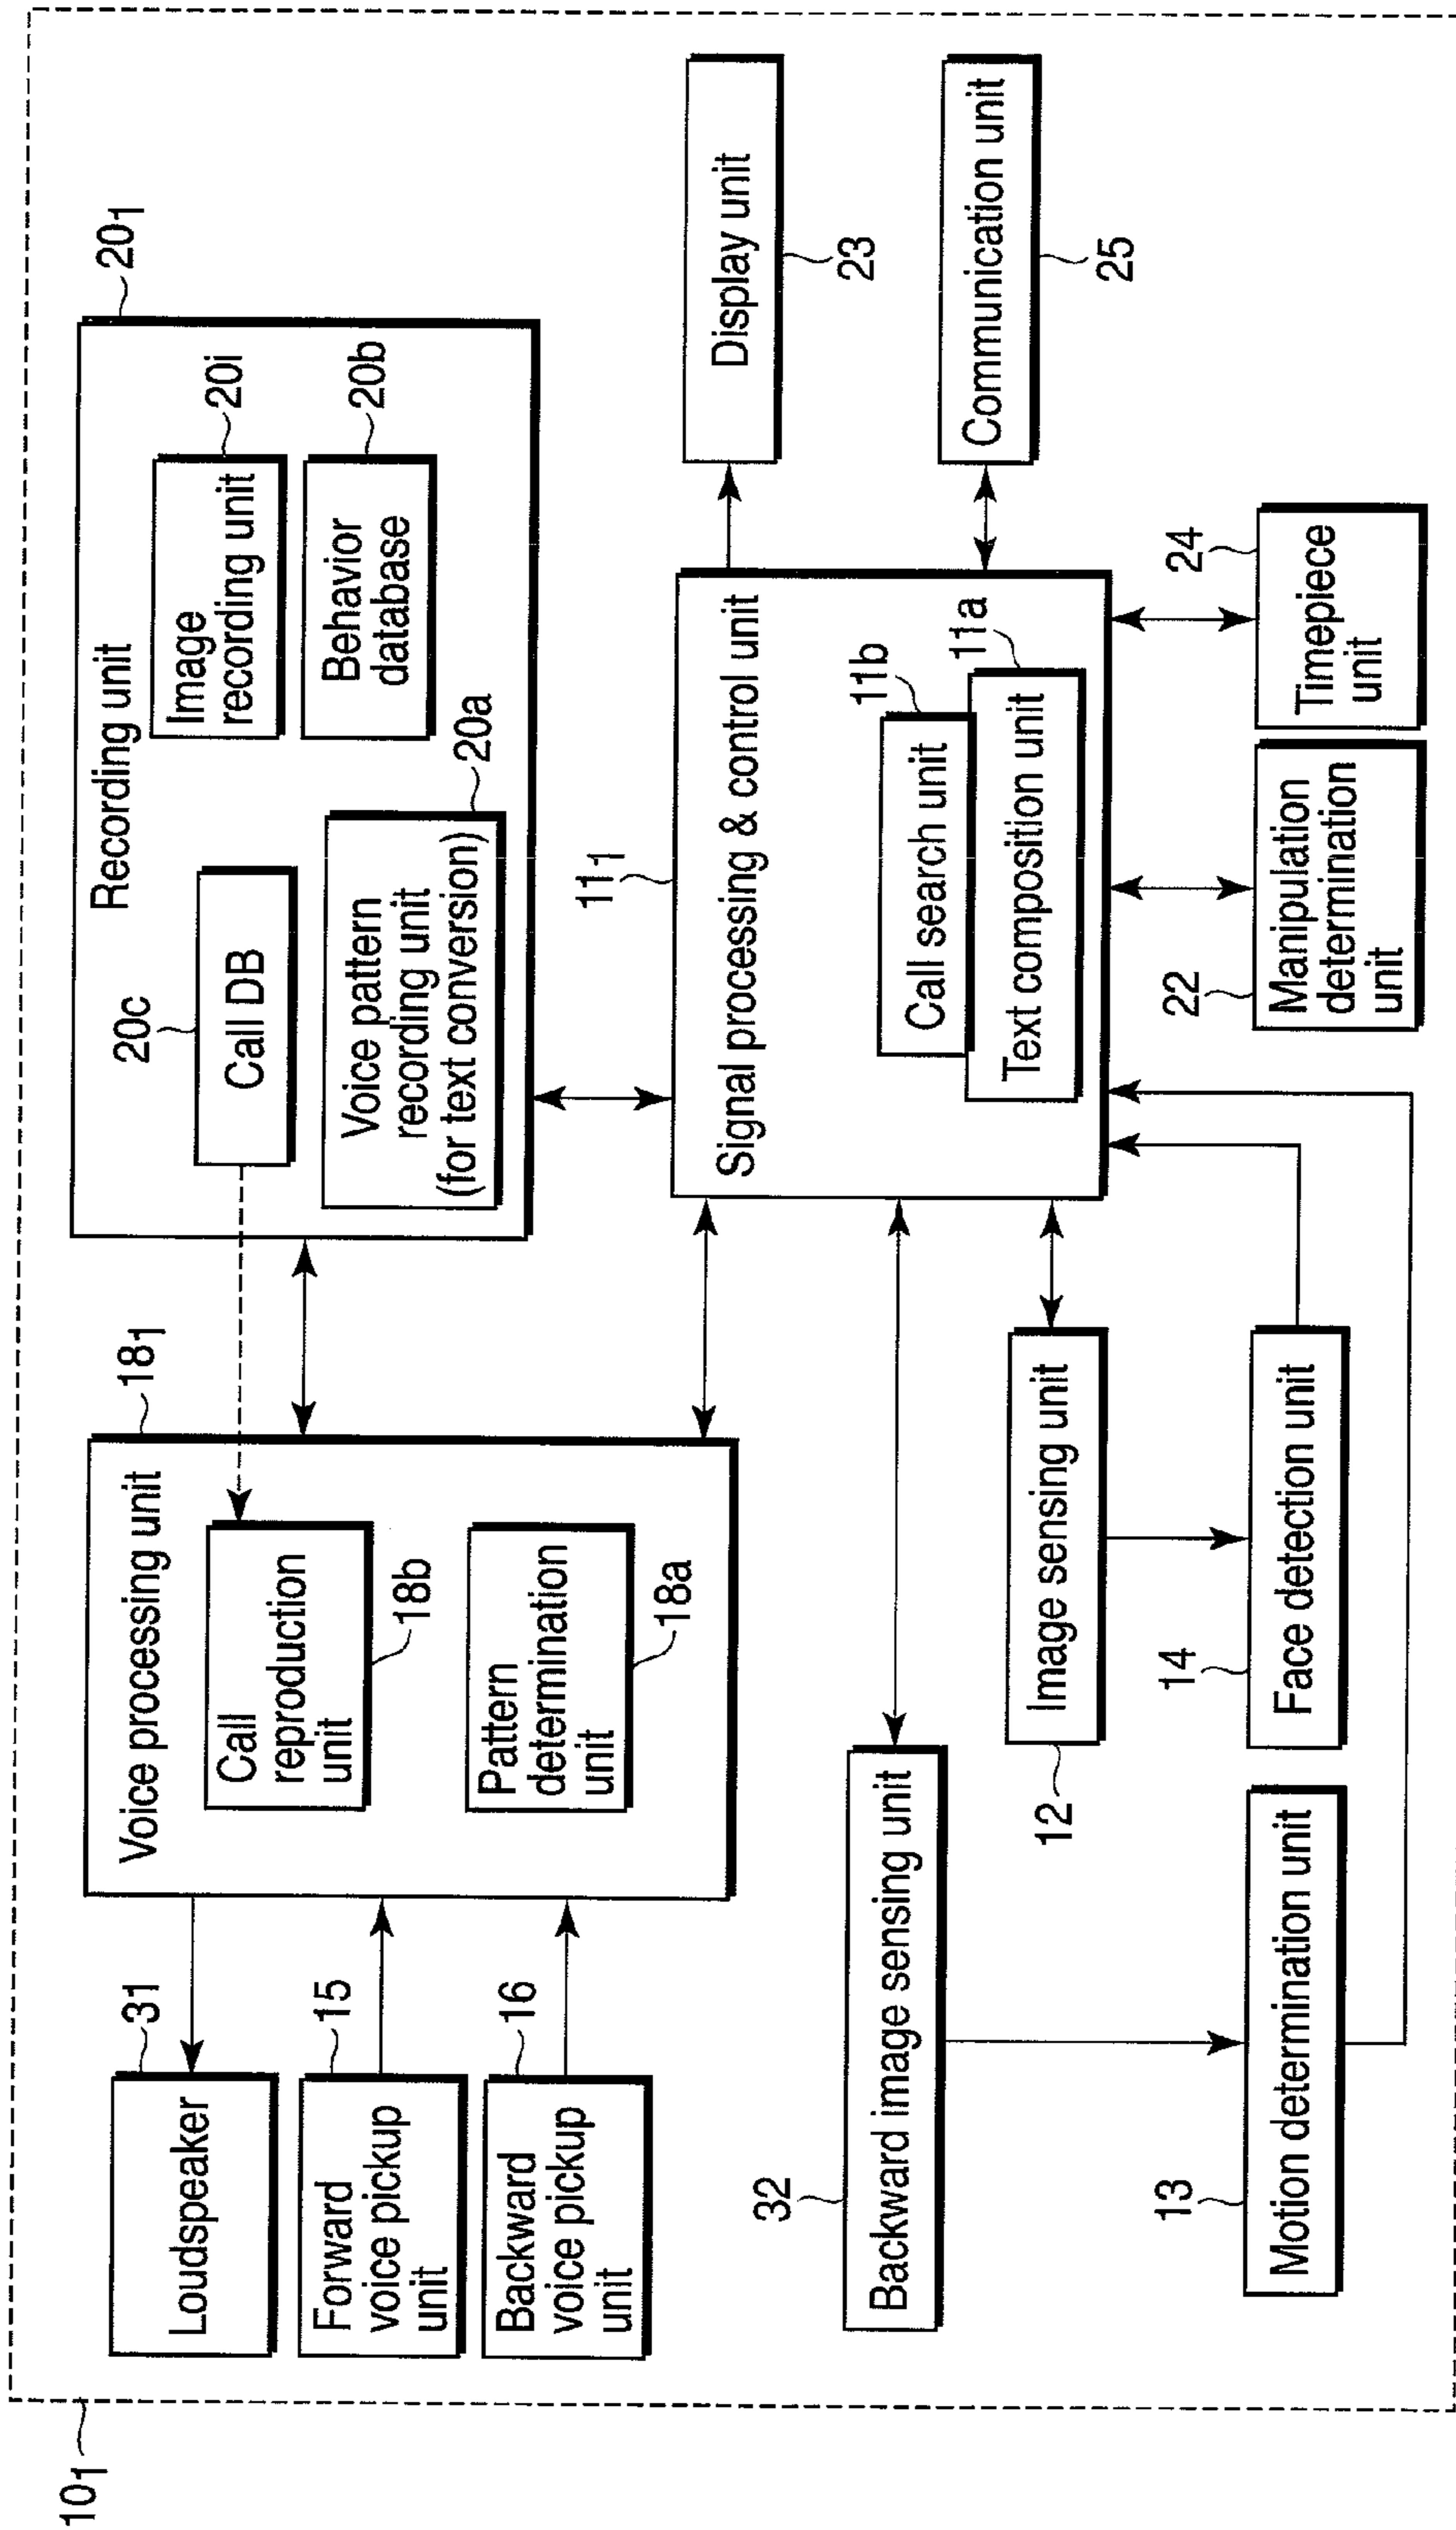 10₁
Loudspeaker
31
Forward
voice pickup
unit
15
Backward
voice pickup
unit
16
Voice processing unit
18₁
Call
reproduction
unit
18b
Pattern
determination
unit
18a
Recording unit
20₁
20c
Call DB
Image
recording unit
20i
Behavior
database
20b
Voice pattern
recording unit
(for text conversion)
20a
11₁
Signal processing & control unit
Call search unit
11b
Text composition unit
11a
Display unit
23
Communication unit
25
32
Backward image sensing unit
12
Image sensing unit
13
Motion determination unit
14
Face detection unit
22
Manipulation
determination
unit
24
Timepiece
unit